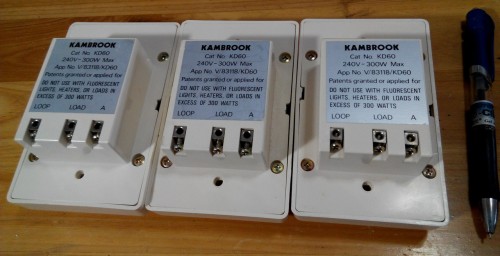 KAMBROOK
Cat No. KD60
240V~300W Max
App No. V/83118/KD60
Patents granted or applied for
DO NOT USE WITH FLUORESCENT
LIGHTS, HEATERS, OR LOADS IN
EXCESS OF 300 WATTS
LOOP LOAD A
KAMBROOK
Cat No. KD60
240V~300W Max
App No. V/83118/KD60
Patents granted or applied for
DO NOT USE WITH FLUORESCENT
LIGHTS, HEATERS, OR LOADS IN
EXCESS OF 300 WATTS
LOOP LOAD A
KAMBROOK
Cat No. KD60
240V~300W Max
App No. V/83118/KD60
Patents granted or applied for
DO NOT USE WITH FLUORESCENT
LIGHTS, HEATERS, OR LOADS IN
EXCESS OF 300 WATTS
LOOP LOAD A